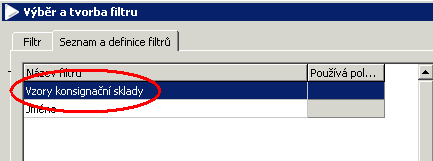 Výběr a tvorba filtru
Filtr Seznam a definice filtrů
Název filtru Používá pol...
Vzory konsignační sklady
Jméno